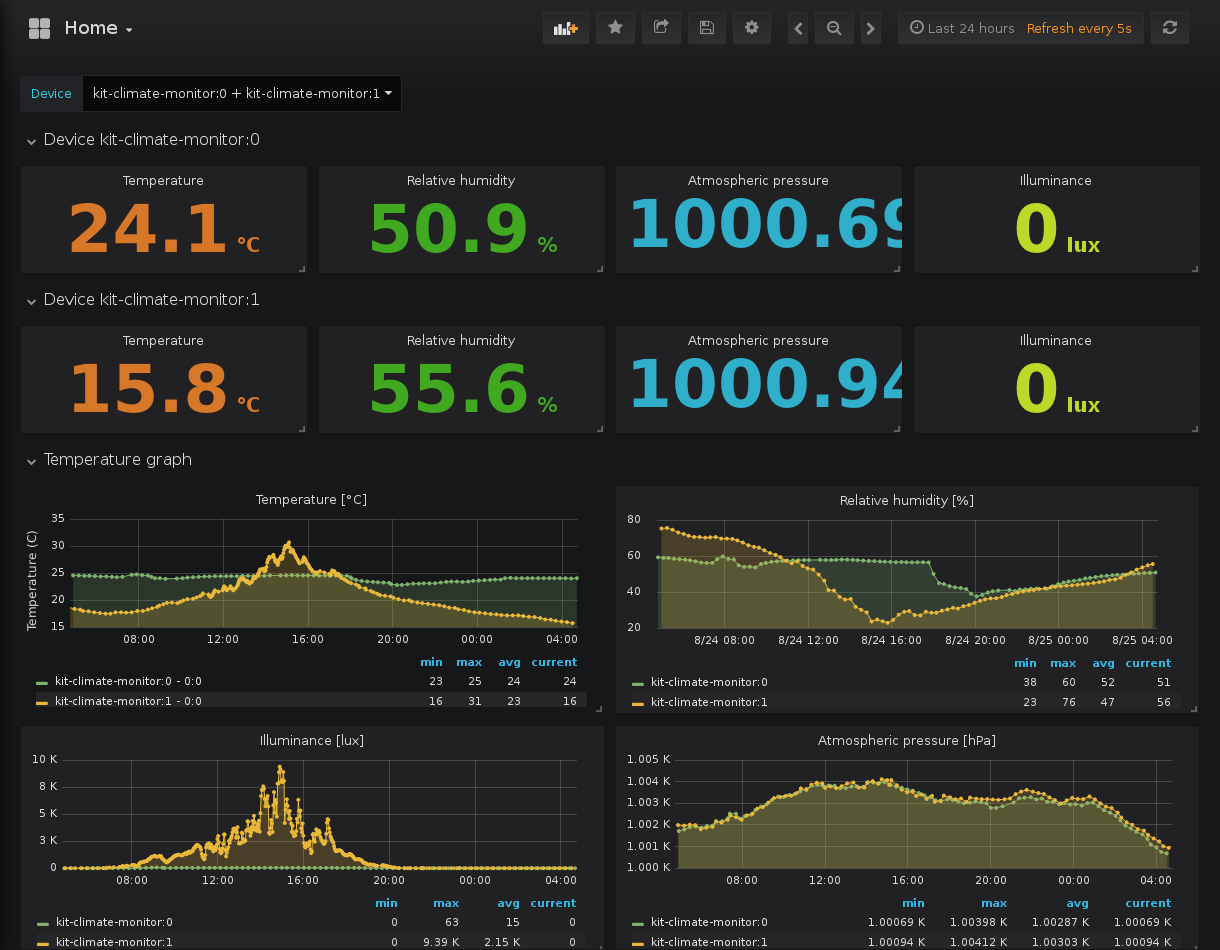 Home
Last 24 hours Refresh every 5s
Device kit-climate-monitor:0 + kit-climate-monitor:1
Device kit-climate-monitor:0
Temperature Relative humidity Atmospheric pressure Illuminance
24.1 °C 50.9 % 1000.69 0 lux
Device kit-climate-monitor:1
Temperature Relative humidity Atmospheric pressure Illuminance
15.8 °C 55.6 % 1000.94 0 lux
Temperature graph
Temperature [°C]
Temperature (C)
35
30
25
20
15
08:00 12:00 16:00 20:00 00:00 04:00
min max avg current
kit-climate-monitor:0 - 0:0 23 25 24 24
kit-climate-monitor:1 - 0:0 16 31 23 16
Relative humidity [%]
80
60
40
20
8/24 08:00 8/24 12:00 8/24 16:00 8/24 20:00 8/25 00:00 8/25 04:00
min max avg current
kit-climate-monitor:0 38 60 52 51
kit-climate-monitor:1 23 76 47 56
Illuminance [lux]
10 K
8 K
5 K
3 K
0
08:00 12:00 16:00 20:00 00:00 04:00
min max avg current
kit-climate-monitor:0 0 63 15 0
kit-climate-monitor:1 0 9.39 K 2.15 K 0
Atmospheric pressure [hPa]
1.005 K
1.004 K
1.003 K
1.002 K
1.001 K
1.000 K
08:00 12:00 16:00 20:00 00:00 04:00
min max avg current
kit-climate-monitor:0 1.00069 K 1.00398 K 1.00287 K 1.00069 K
kit-climate-monitor:1 1.00094 K 1.00412 K 1.00303 K 1.00094 K